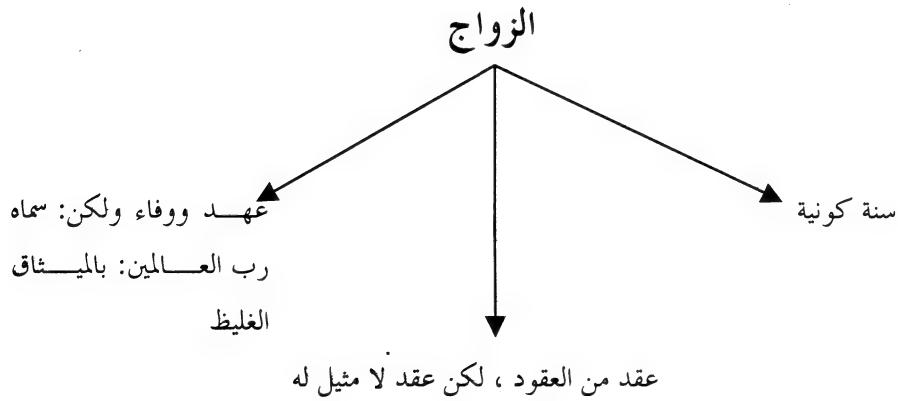 الزواج
سنة كونية
عهد ووفاء ولكن: سماه
رب العالمين: بالميثاق
الغليظ
عقد من العقود ، لكن عقد لا مثيل له